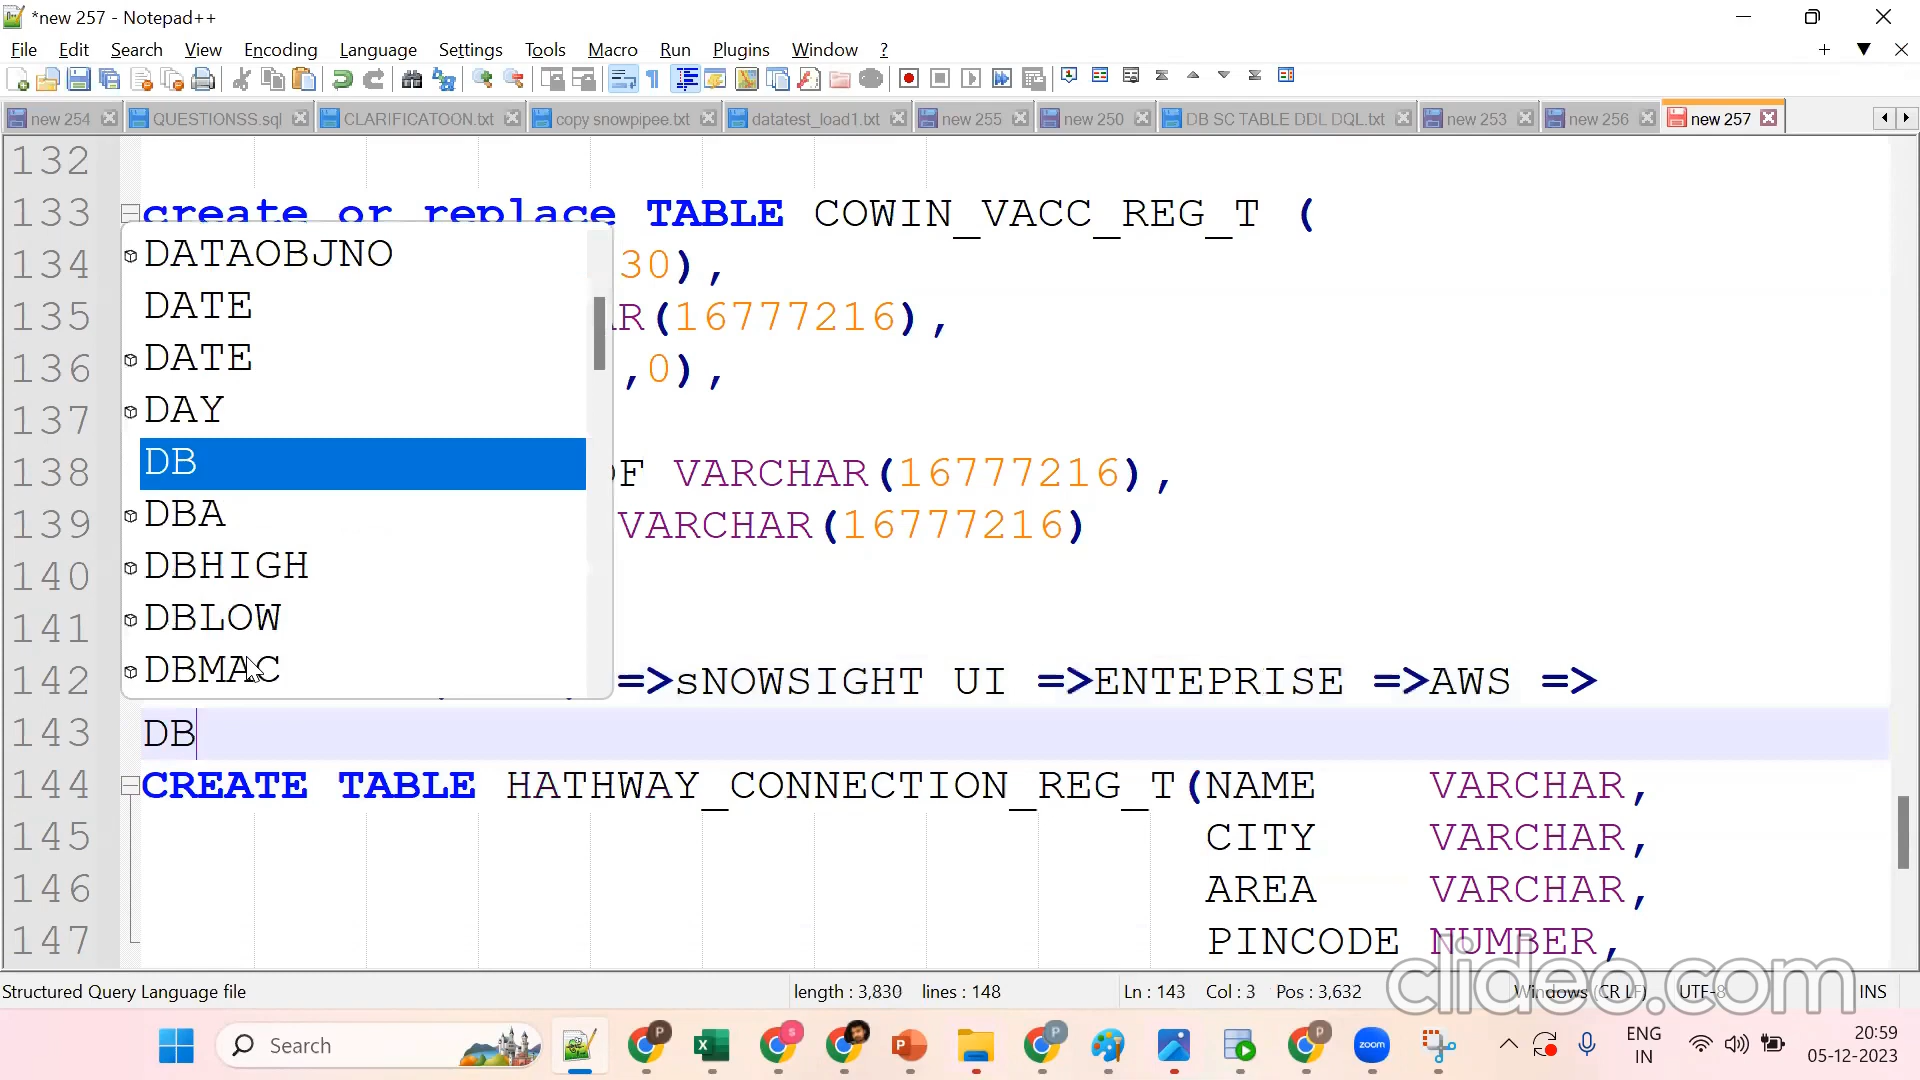 *new 257 - Notepad++
File Edit Search View Encoding Language Settings Tools Macro Run Plugins Window ?
new 254 QUESTIONSS.sql CLARIFICATOON.txt copy snowpipee.txt datatest_load1.txt new 255 new 250 DB SC TABLE DDL DQL.txt new 253 new 256 new 257
132
133 create or replace TABLE COWIN_VACC_REG_T (
DATAOBJNO
134 30),
DATE
135 AR(16777216),
DATE
136 ,0),
DAY
137
DB
138 OF VARCHAR(16777216),
DBA
139 VARCHAR(16777216)
DBHIGH
140
DBLOW
141
DBMAC
142 =>sNOWSIGHT UI =>ENTEPRISE =>AWS =>
143 DB
144 CREATE TABLE HATHWAY_CONNECTION_REG_T(NAME VARCHAR,
145 CITY VARCHAR,
146 AREA VARCHAR,
147 PINCODE NUMBER,
clideo.com
Structured Query Language file length : 3,830 lines : 148 Ln : 143 Col : 3 Pos : 3,632 Windows (CR LF) UTF-8 INS
Search
zoom
ENG
IN
20:59
05-12-2023